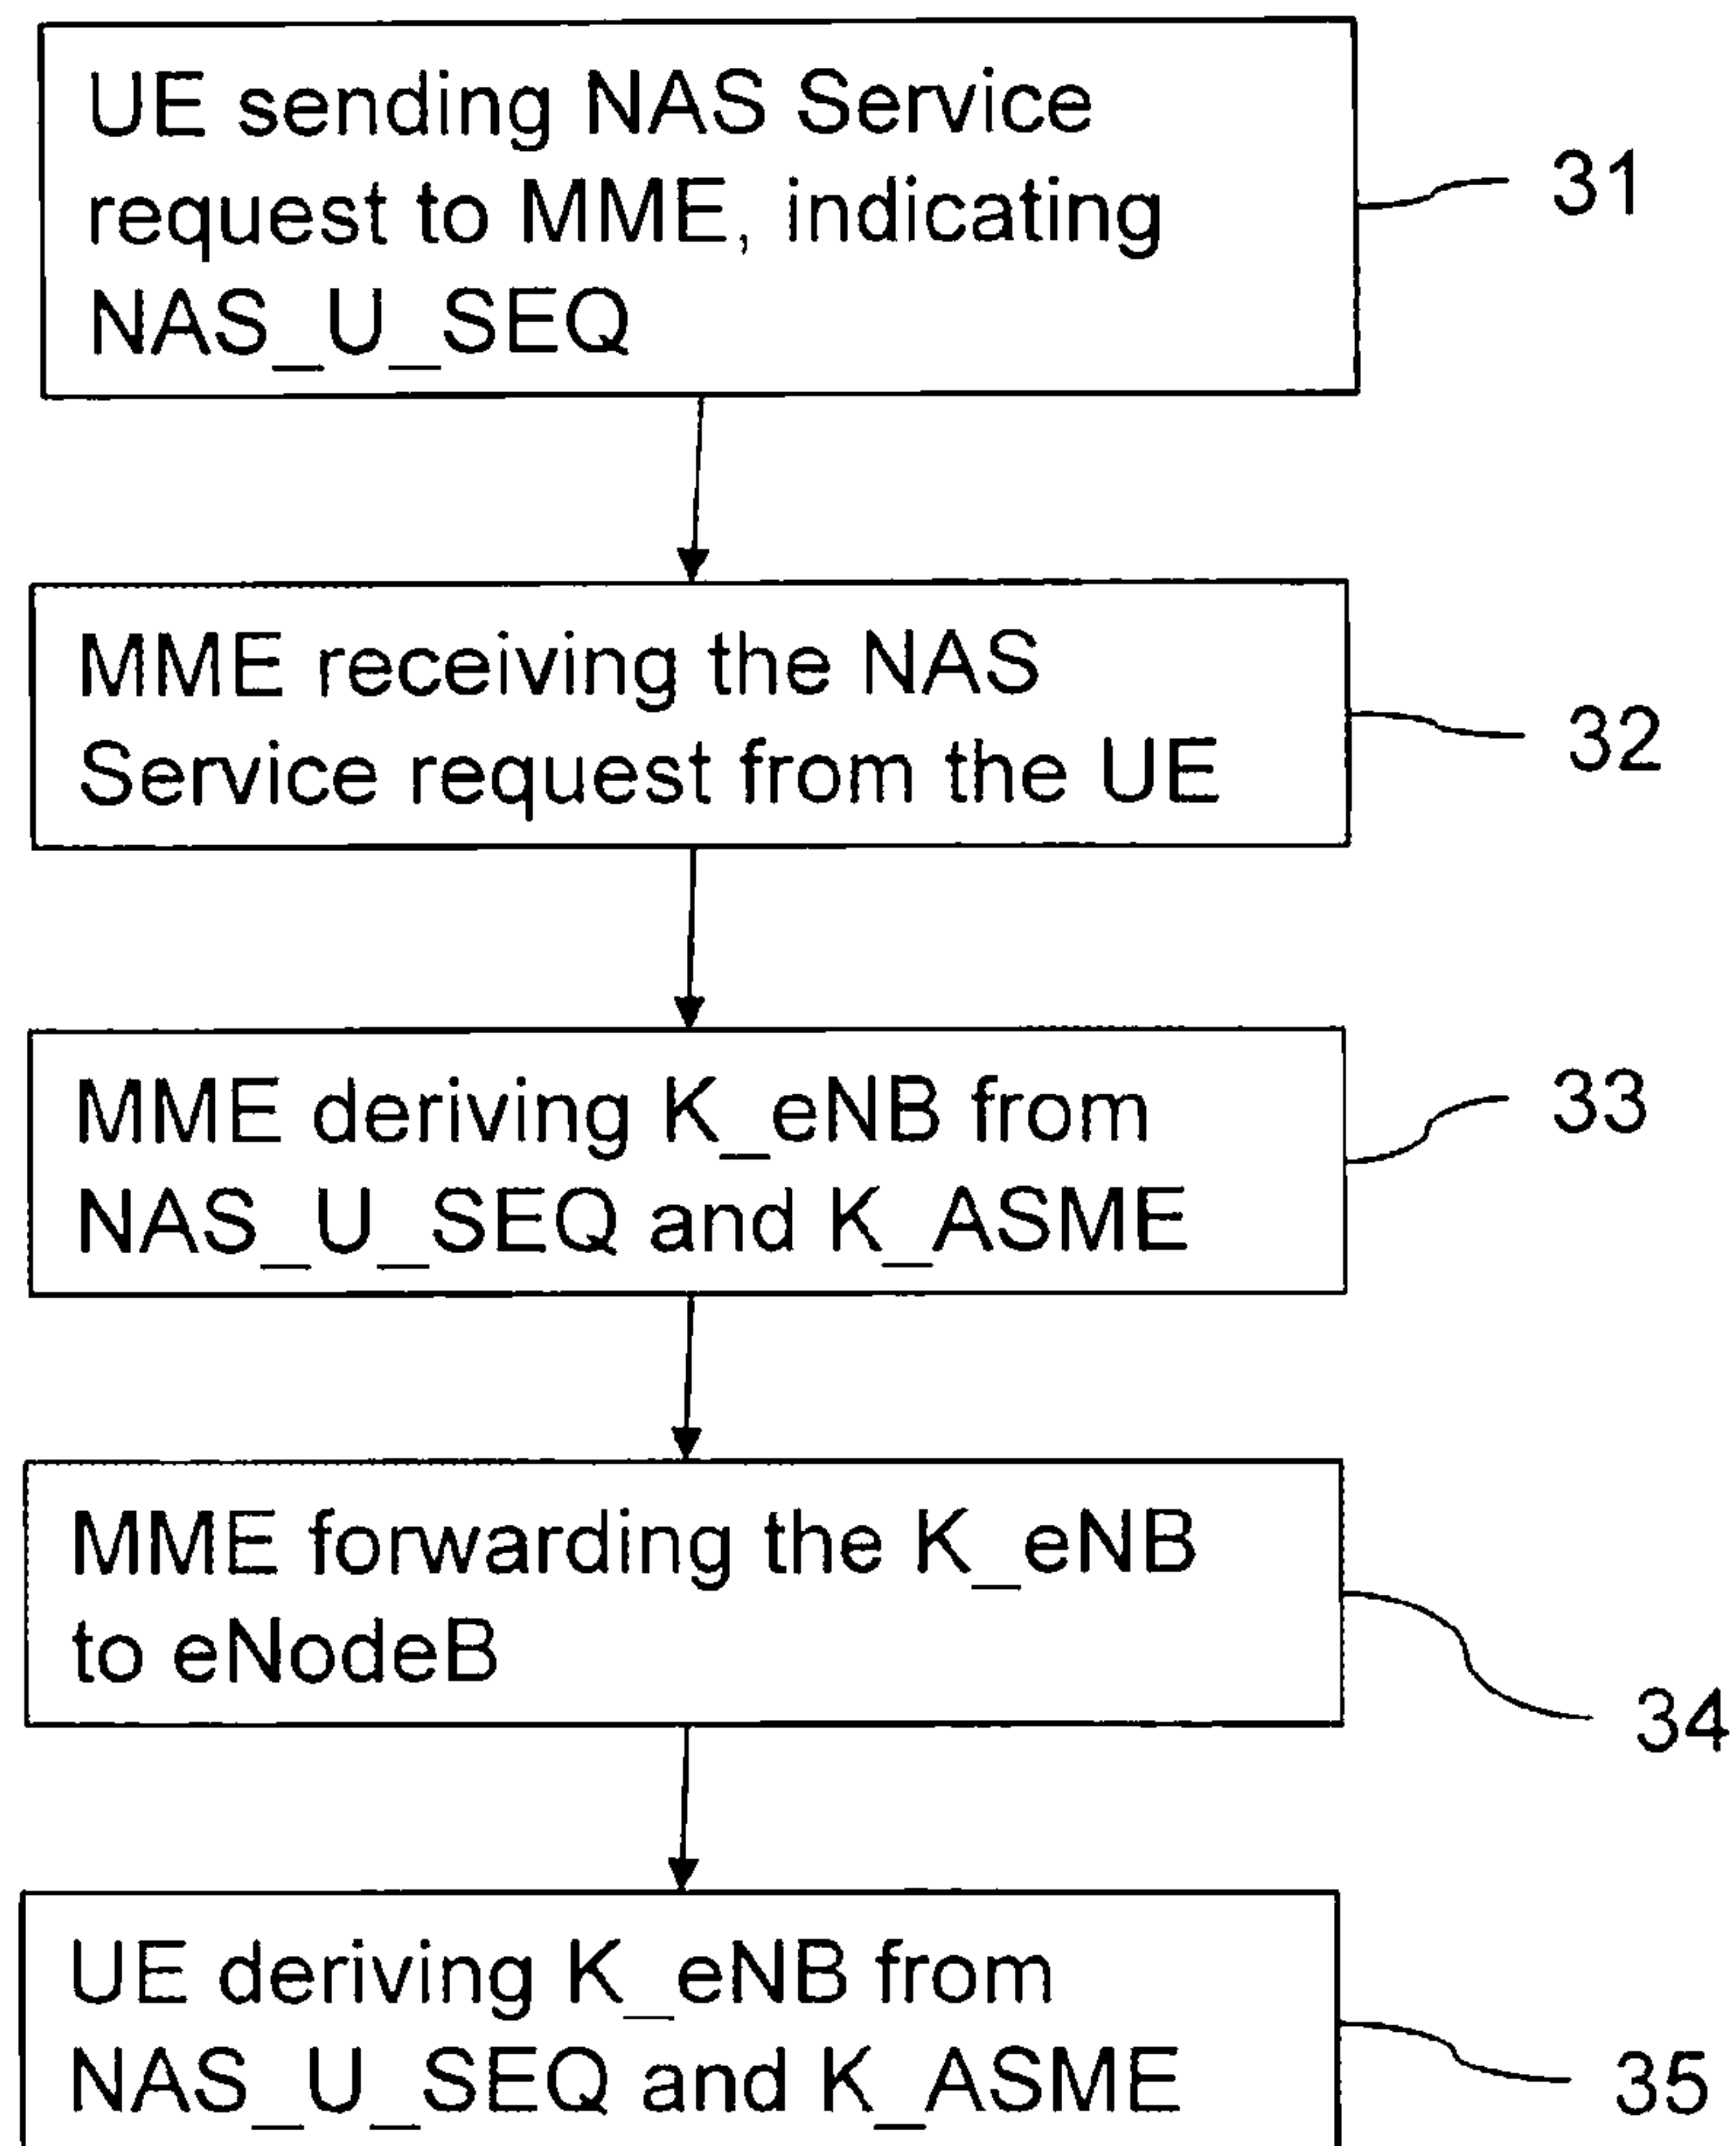 UE sending NAS Service
request to MME, indicating
NAS_U_SEQ
31
MME receiving the NAS
Service request from the UE
32
MME deriving K_eNB from
NAS_U_SEQ and K_ASME
33
MME forwarding the K_eNB
to eNodeB
34
UE deriving K_eNB from
NAS_U_SEQ and K_ASME
35